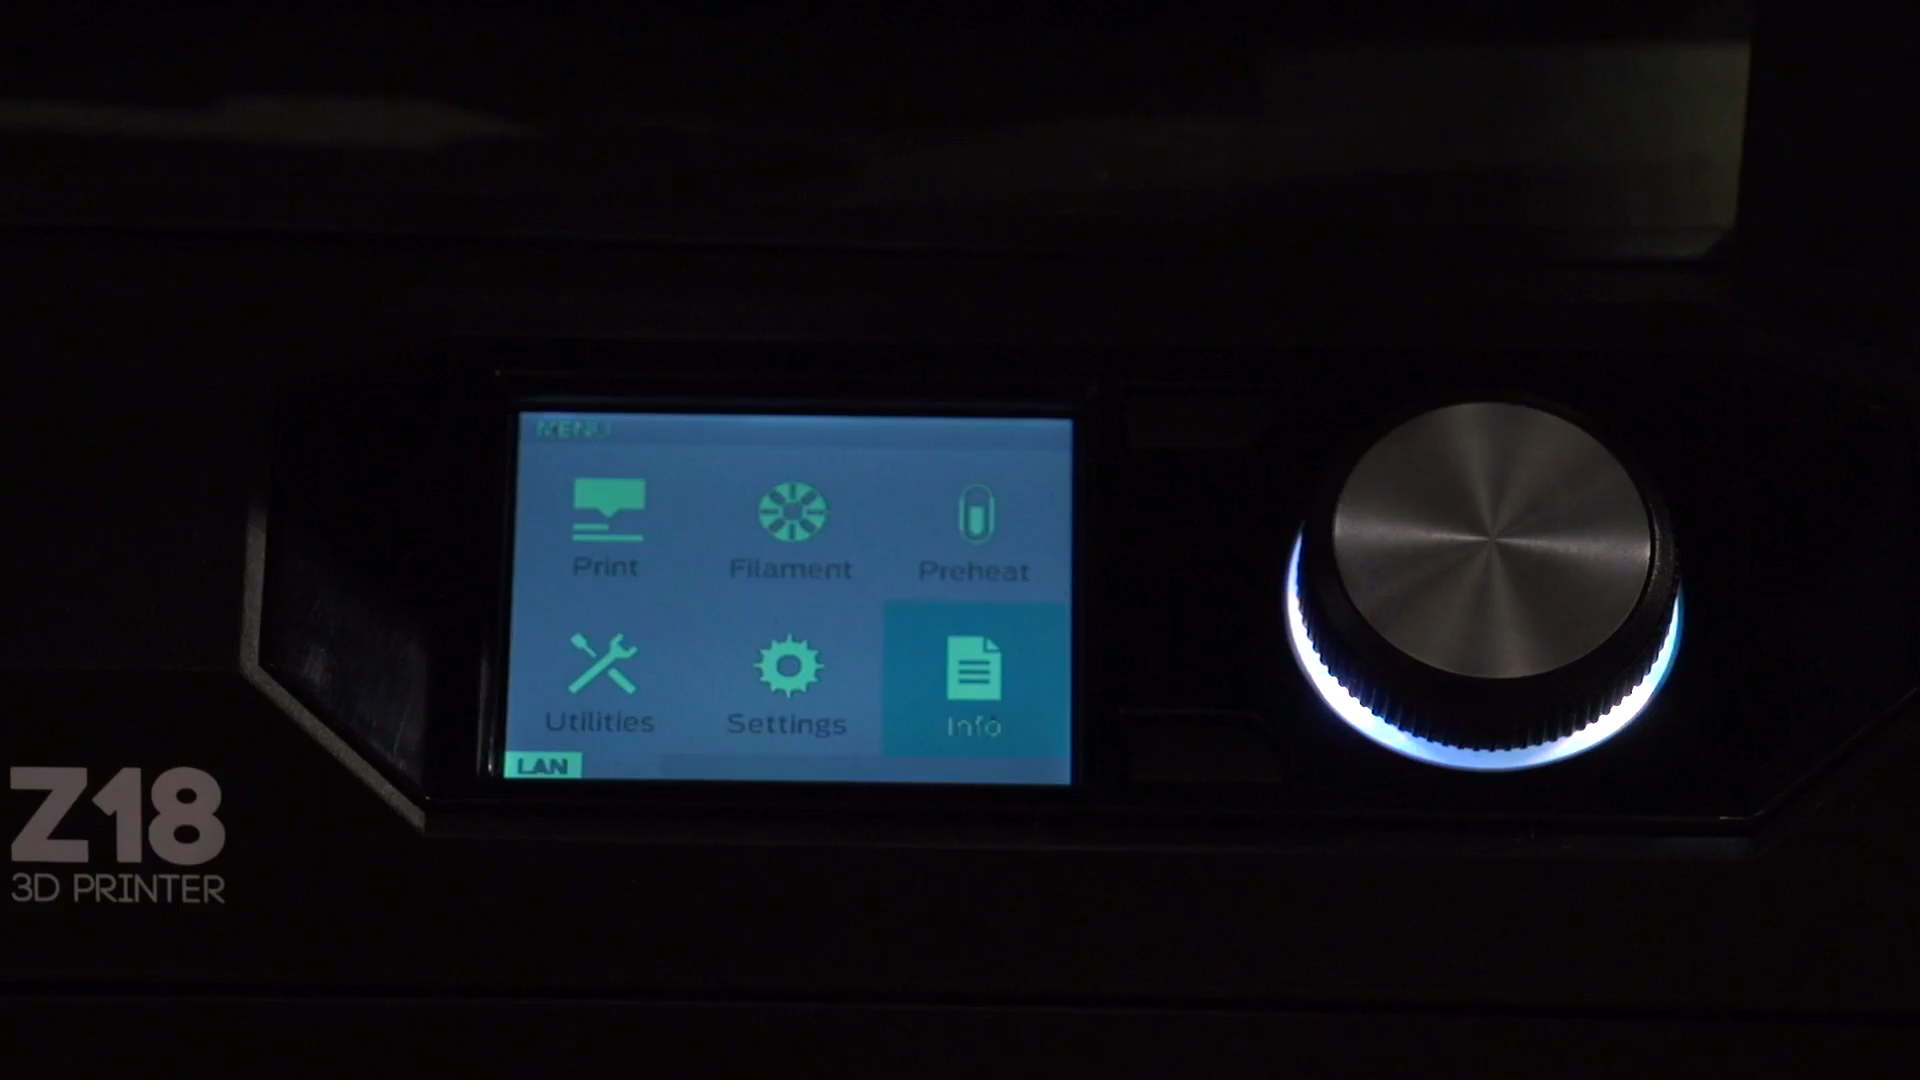 MENU
Print Filament Preheat
Utilities Settings Info
LAN
Z18
3D PRINTER